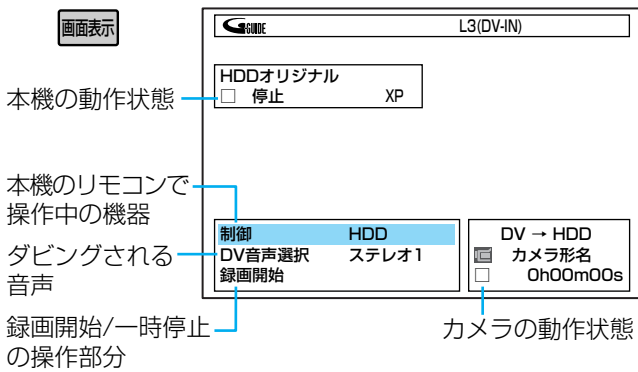 画面表示
G-GUIDE L3(DV-IN)
HDDオリジナル
停止 XP
本機の動作状態
本機のリモコンで
操作中の機器
制御 HDD
DV音声選択 ステレオ1
録画開始
DV → HDD
カメラ形名
0h00m00s
ダビングされる
音声
録画開始/一時停止
の操作部分
カメラの動作状態